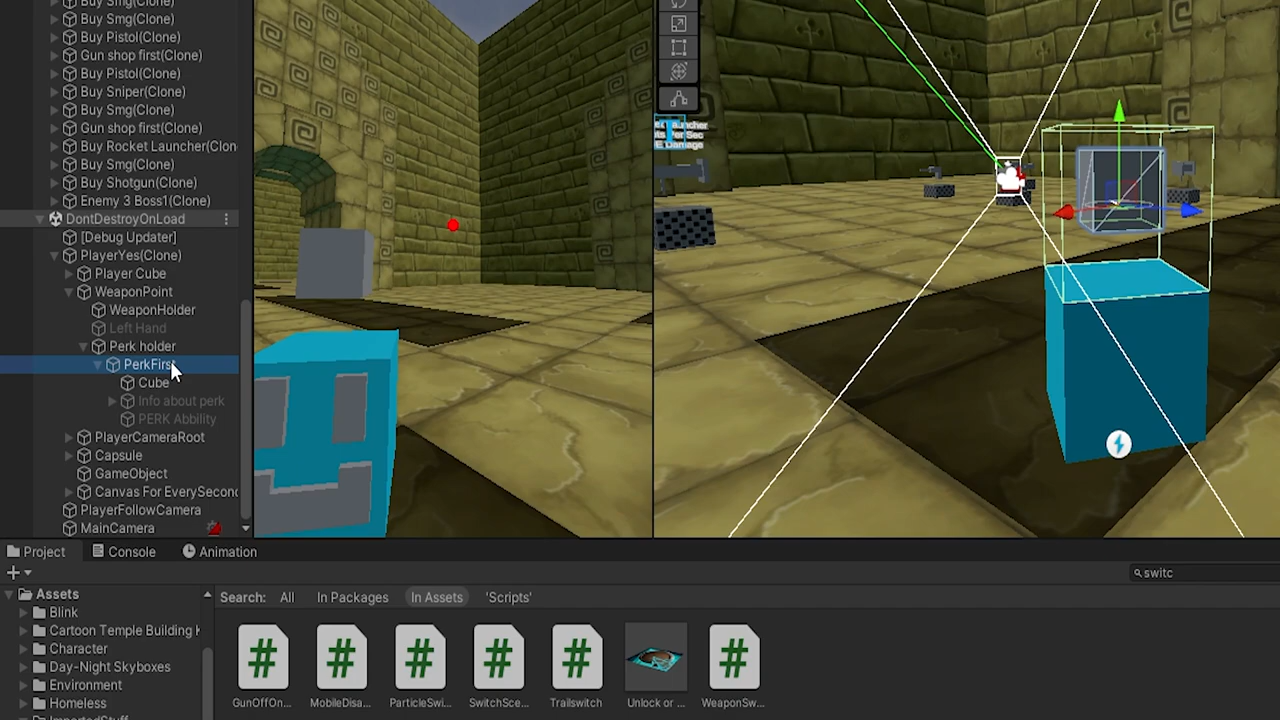 Buy Smg(Clone)
Buy Smg(Clone)
Buy Pistol(Clone)
Gun shop first(Clone)
Buy Pistol(Clone)
Buy Sniper(Clone)
Buy Smg(Clone)
Gun shop first(Clone)
Buy Rocket Launcher(Clon
Buy Smg(Clone)
Buy Shotgun(Clone)
Enemy 3 Boss1(Clone)
DontDestroyOnLoad
[Debug Updater]
PlayerYes(Clone)
Player Cube
WeaponPoint
WeaponHolder
Left Hand
Perk holder
PerkFirst
Cube
Info about perk
PERK Abbility
PlayerCameraRoot
Capsule
GameObject
Canvas For EverySecond
PlayerFollowCamera
MainCamera
Sec
Damage
Project
Console
Animation
switc
Assets
Blink
Cartoon Temple Building K
Character
Day-Night Skyboxes
Environment
Homeless
ImportedStuff
Search: All In Packages In Assets 'Scripts'
GunOffOn...
MobileDisa...
ParticleSwi...
SwitchSce...
Trailswitch
Unlock or ...
WeaponSw...